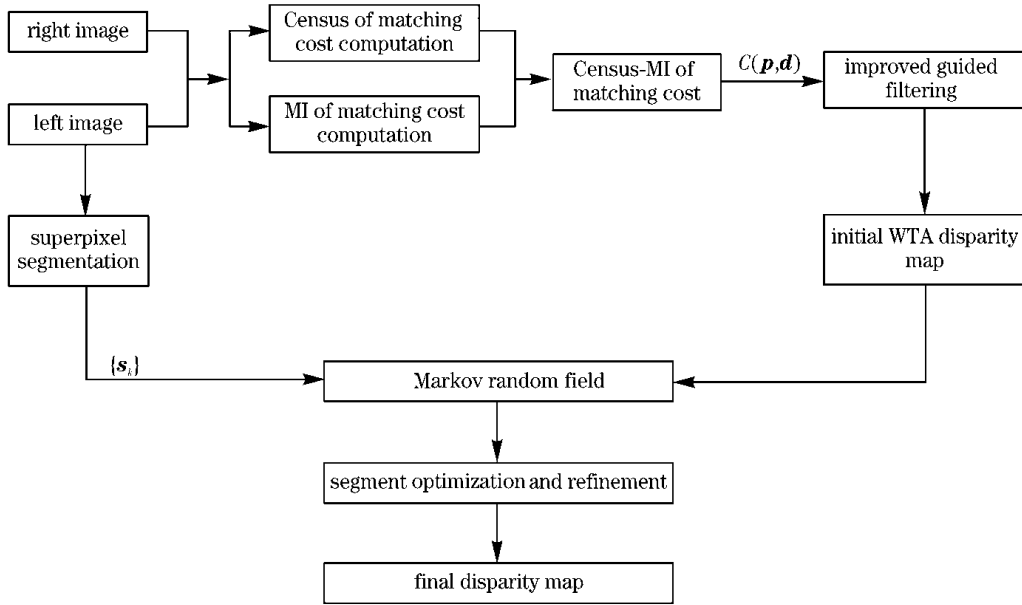 right image
Census of matching
cost computation
left image
MI of matching cost
computation
Census-MI of
matching cost
C(p,d)
improved guided
filtering
superpixel
segmentation
initial WTA disparity
map
{s_k}
Markov random field
segment optimization and refinement
final disparity map